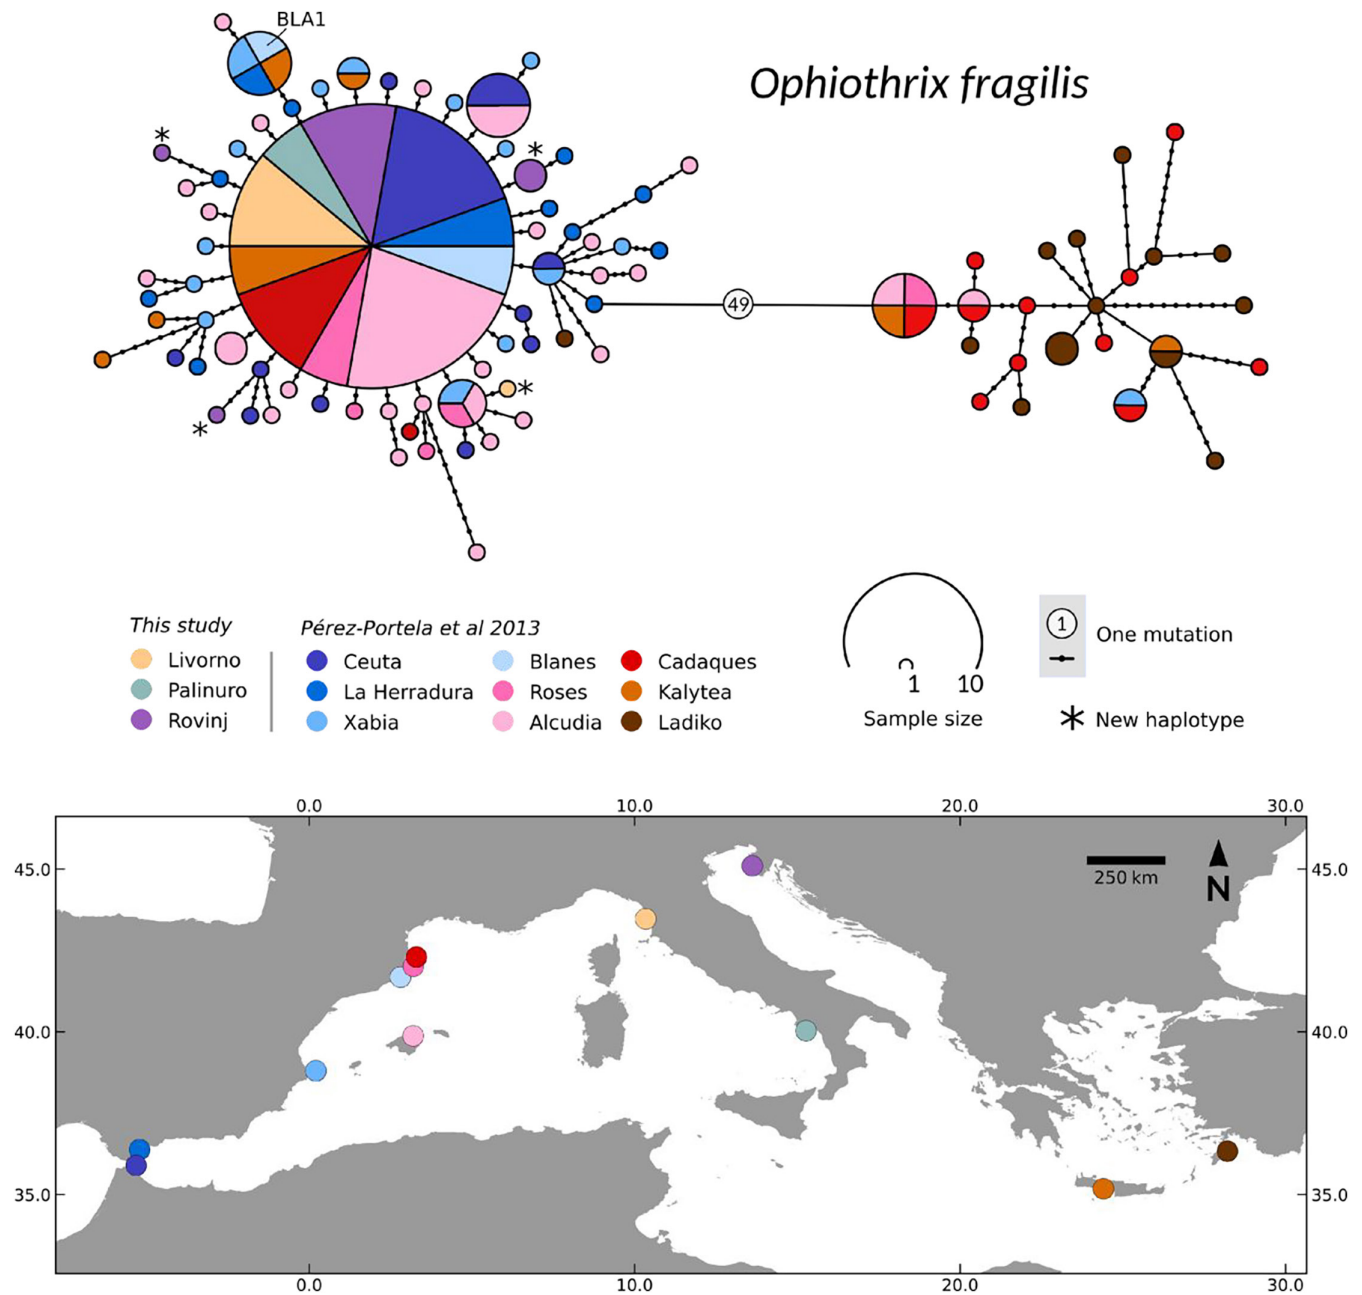 BLA1
Ophiothrix fragilis
*
*
49
*
*
This study
Pérez-Portela et al 2013
Livorno
Ceuta
Blanes
Cadaques
Palinuro
La Herradura
Roses
Kalytea
Rovinj
Xabia
Alcudia
Ladiko
1 10
Sample size
1
One mutation
* New haplotype
0.0 10.0 20.0 30.0
45.0 45.0
250 km
N
40.0 40.0
35.0 35.0
0.0 10.0 20.0 30.0